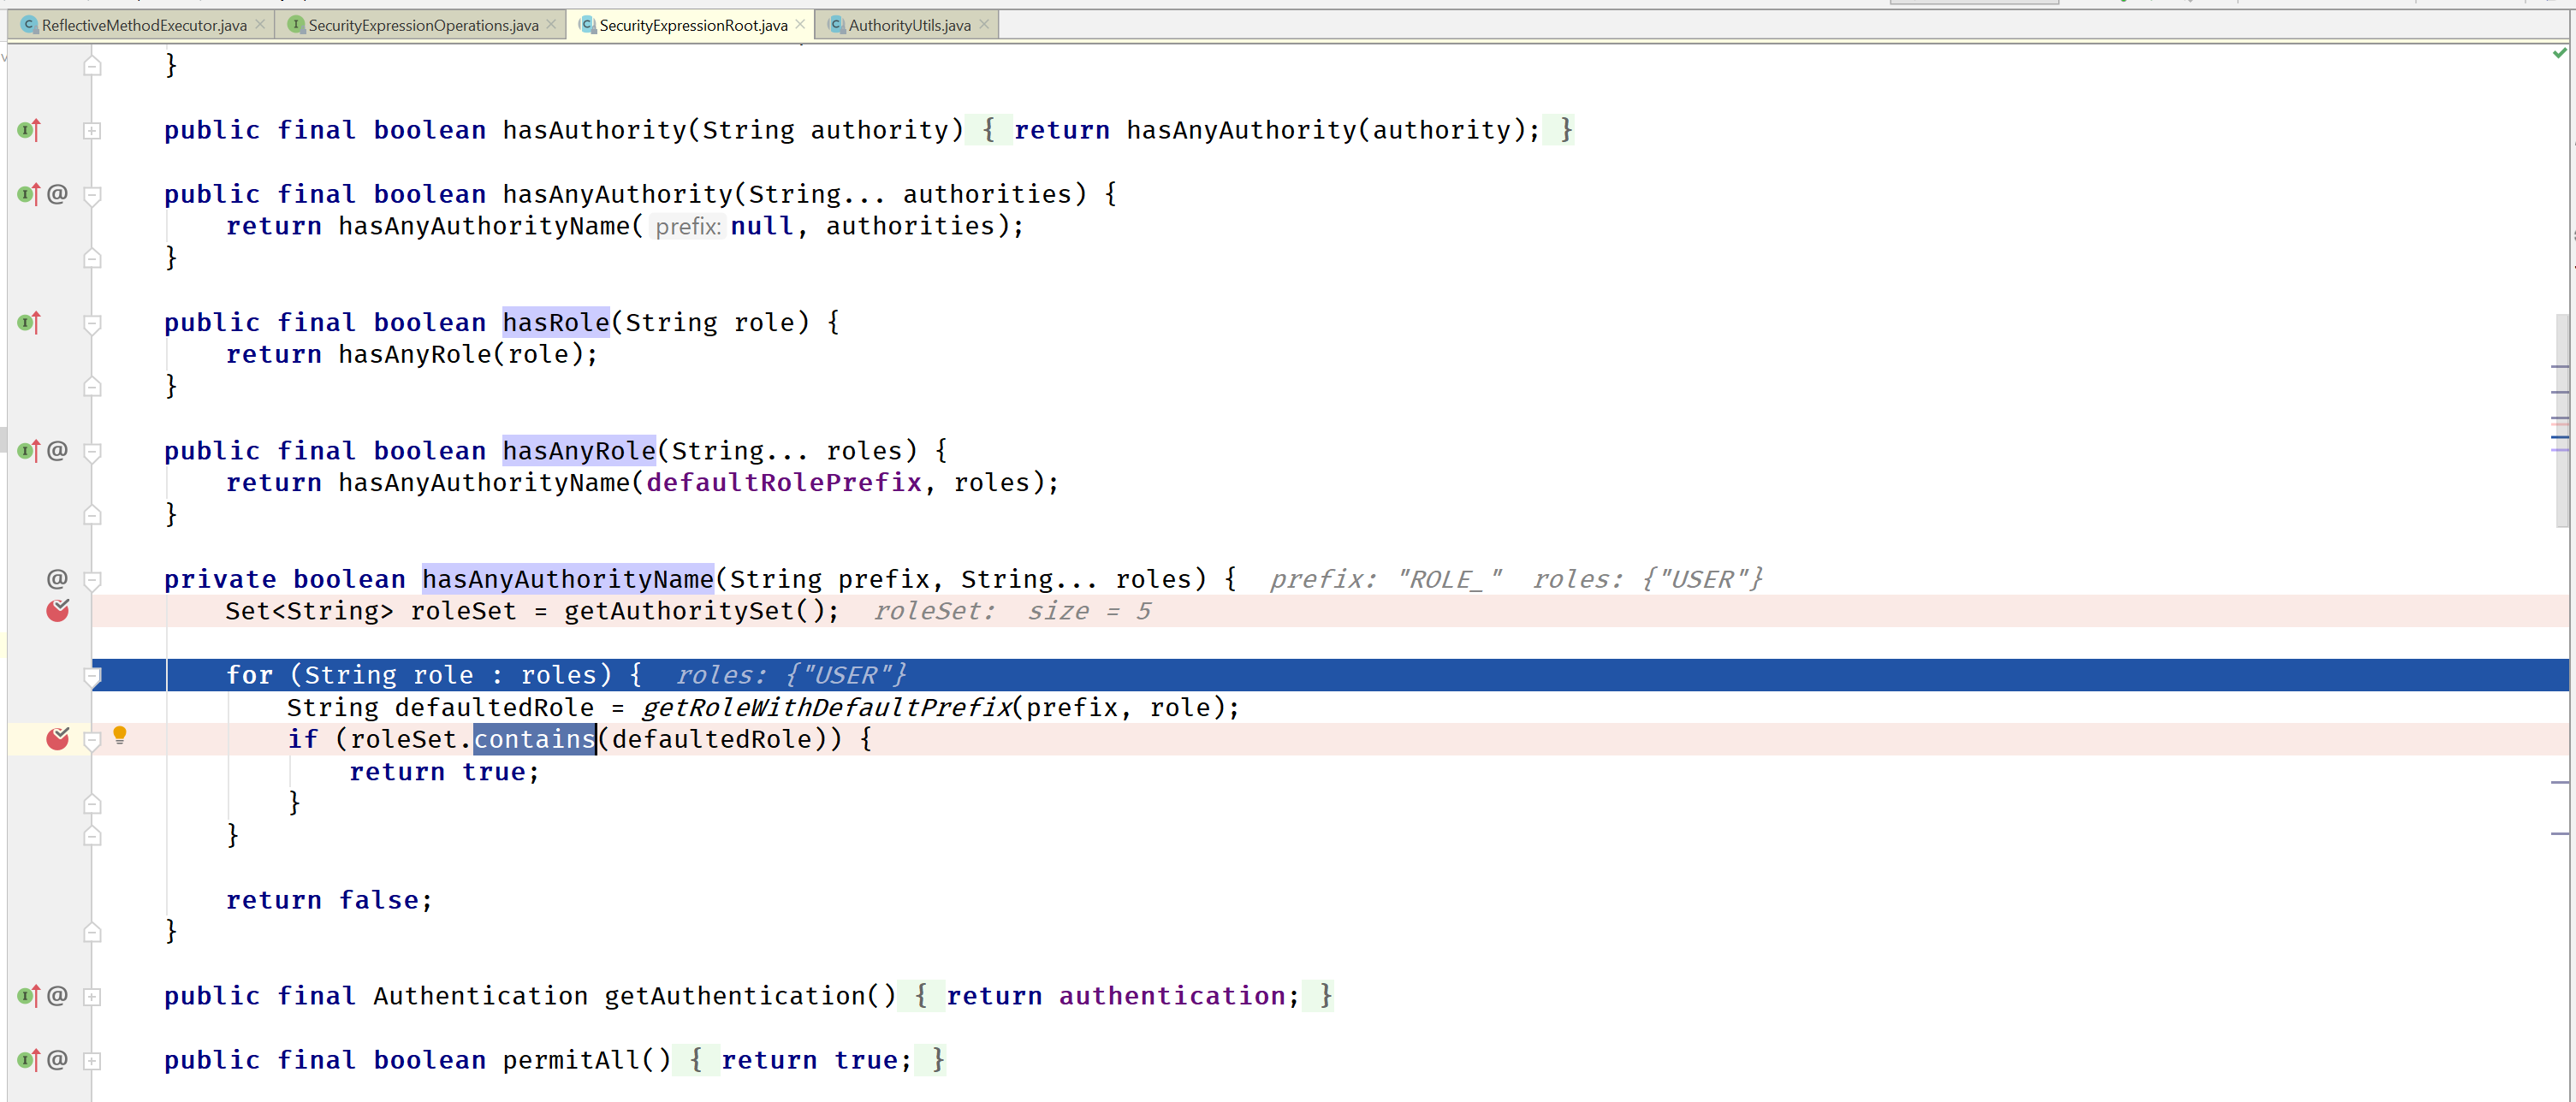 ReflectiveMethodExecutor.java SecurityExpressionOperations.java SecurityExpressionRoot.java AuthorityUtils.java
}
public final boolean hasAuthority(String authority) { return hasAnyAuthority(authority); }
public final boolean hasAnyAuthority(String... authorities) {
return hasAnyAuthorityName( prefix: null, authorities);
}
public final boolean hasRole(String role) {
return hasAnyRole(role);
}
public final boolean hasAnyRole(String... roles) {
return hasAnyAuthorityName(defaultRolePrefix, roles);
}
private boolean hasAnyAuthorityName(String prefix, String... roles) { prefix: "ROLE_" roles: {"USER"}
Set<String> roleSet = getAuthoritySet(); roleSet: size = 5
for (String role : roles) { roles: {"USER"}
String defaultedRole = getRoleWithDefaultPrefix(prefix, role);
if (roleSet.contains(defaultedRole)) {
return true;
}
}
return false;
}
public final Authentication getAuthentication() { return authentication; }
public final boolean permitAll() { return true; }